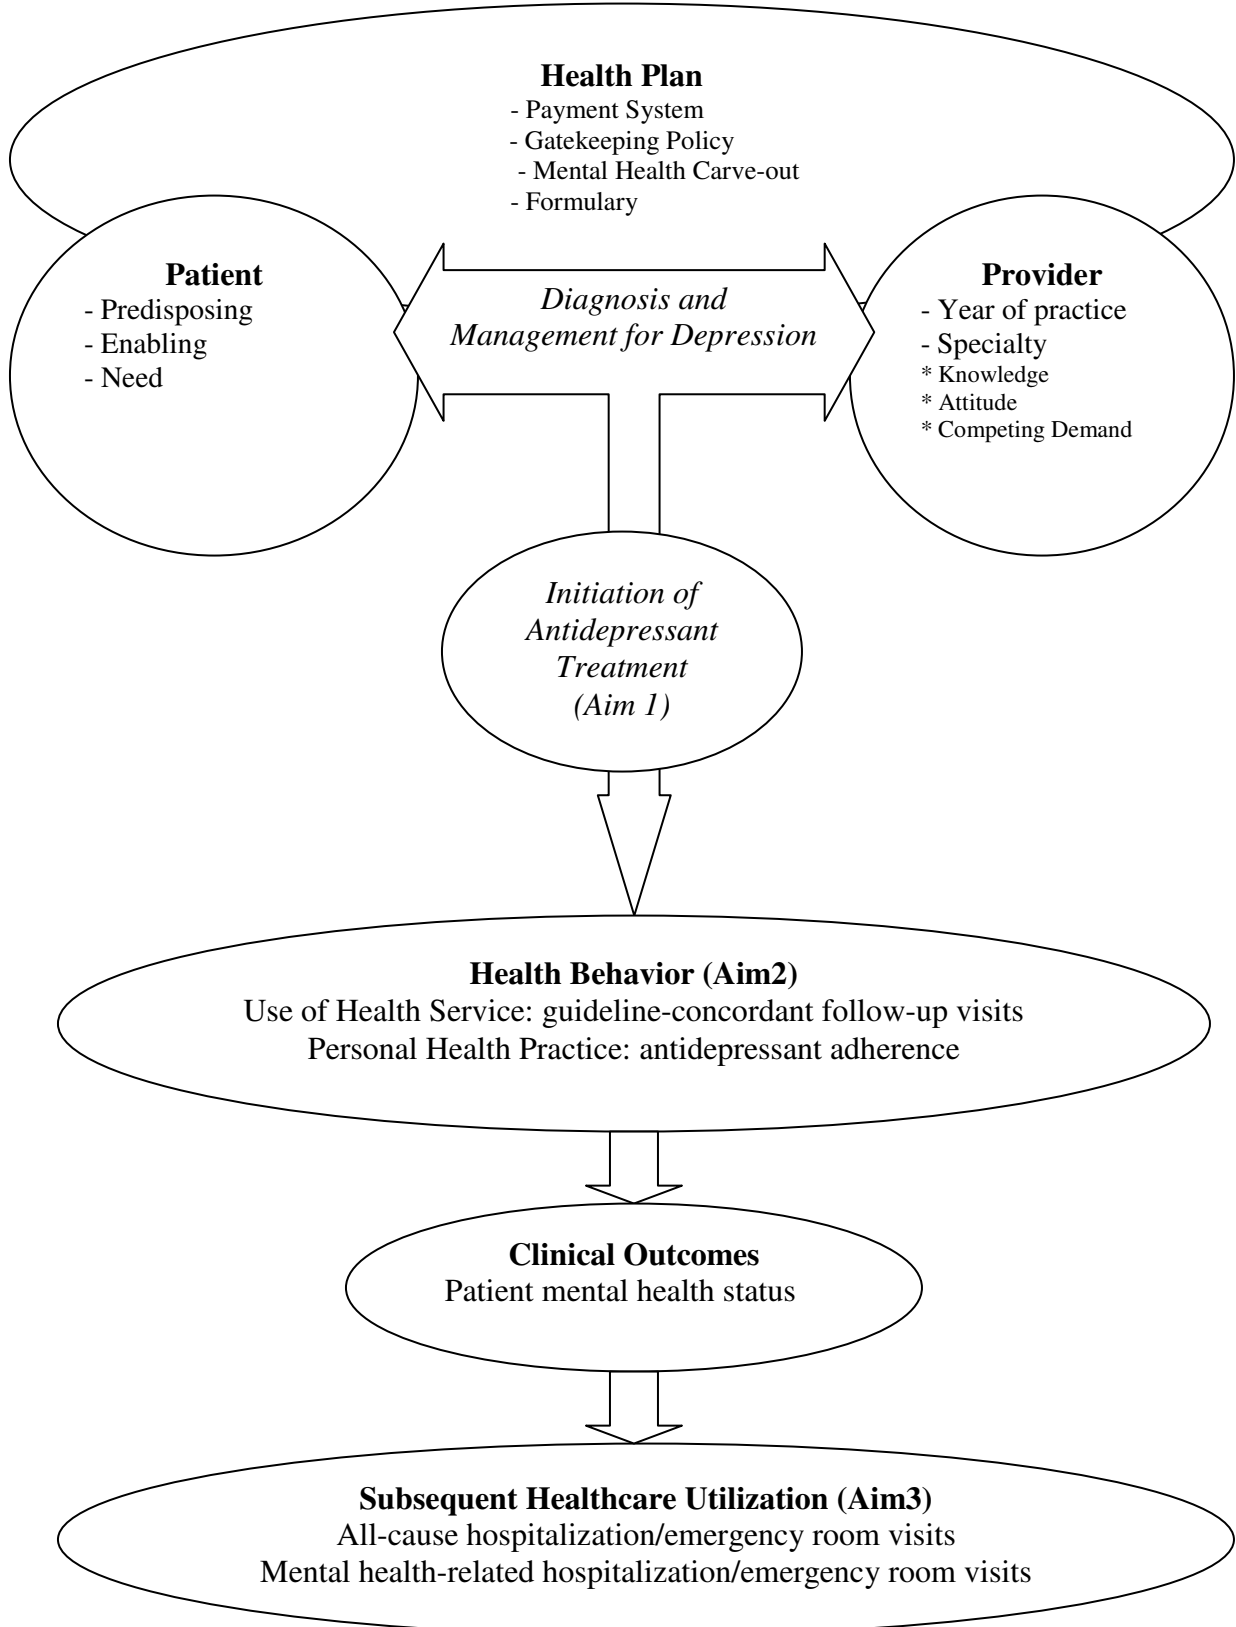 Health Plan
- Payment System
- Gatekeeping Policy
- Mental Health Carve-out
- Formulary
Patient
- Predisposing
- Enabling
- Need
Diagnosis and
Management for Depression
Provider
- Year of practice
- Specialty
* Knowledge
* Attitude
* Competing Demand
Initiation of
Antidepressant
Treatment
(Aim 1)
Health Behavior (Aim2)
Use of Health Service: guideline-concordant follow-up visits
Personal Health Practice: antidepressant adherence
Clinical Outcomes
Patient mental health status
Subsequent Healthcare Utilization (Aim3)
All-cause hospitalization/emergency room visits
Mental health-related hospitalization/emergency room visits